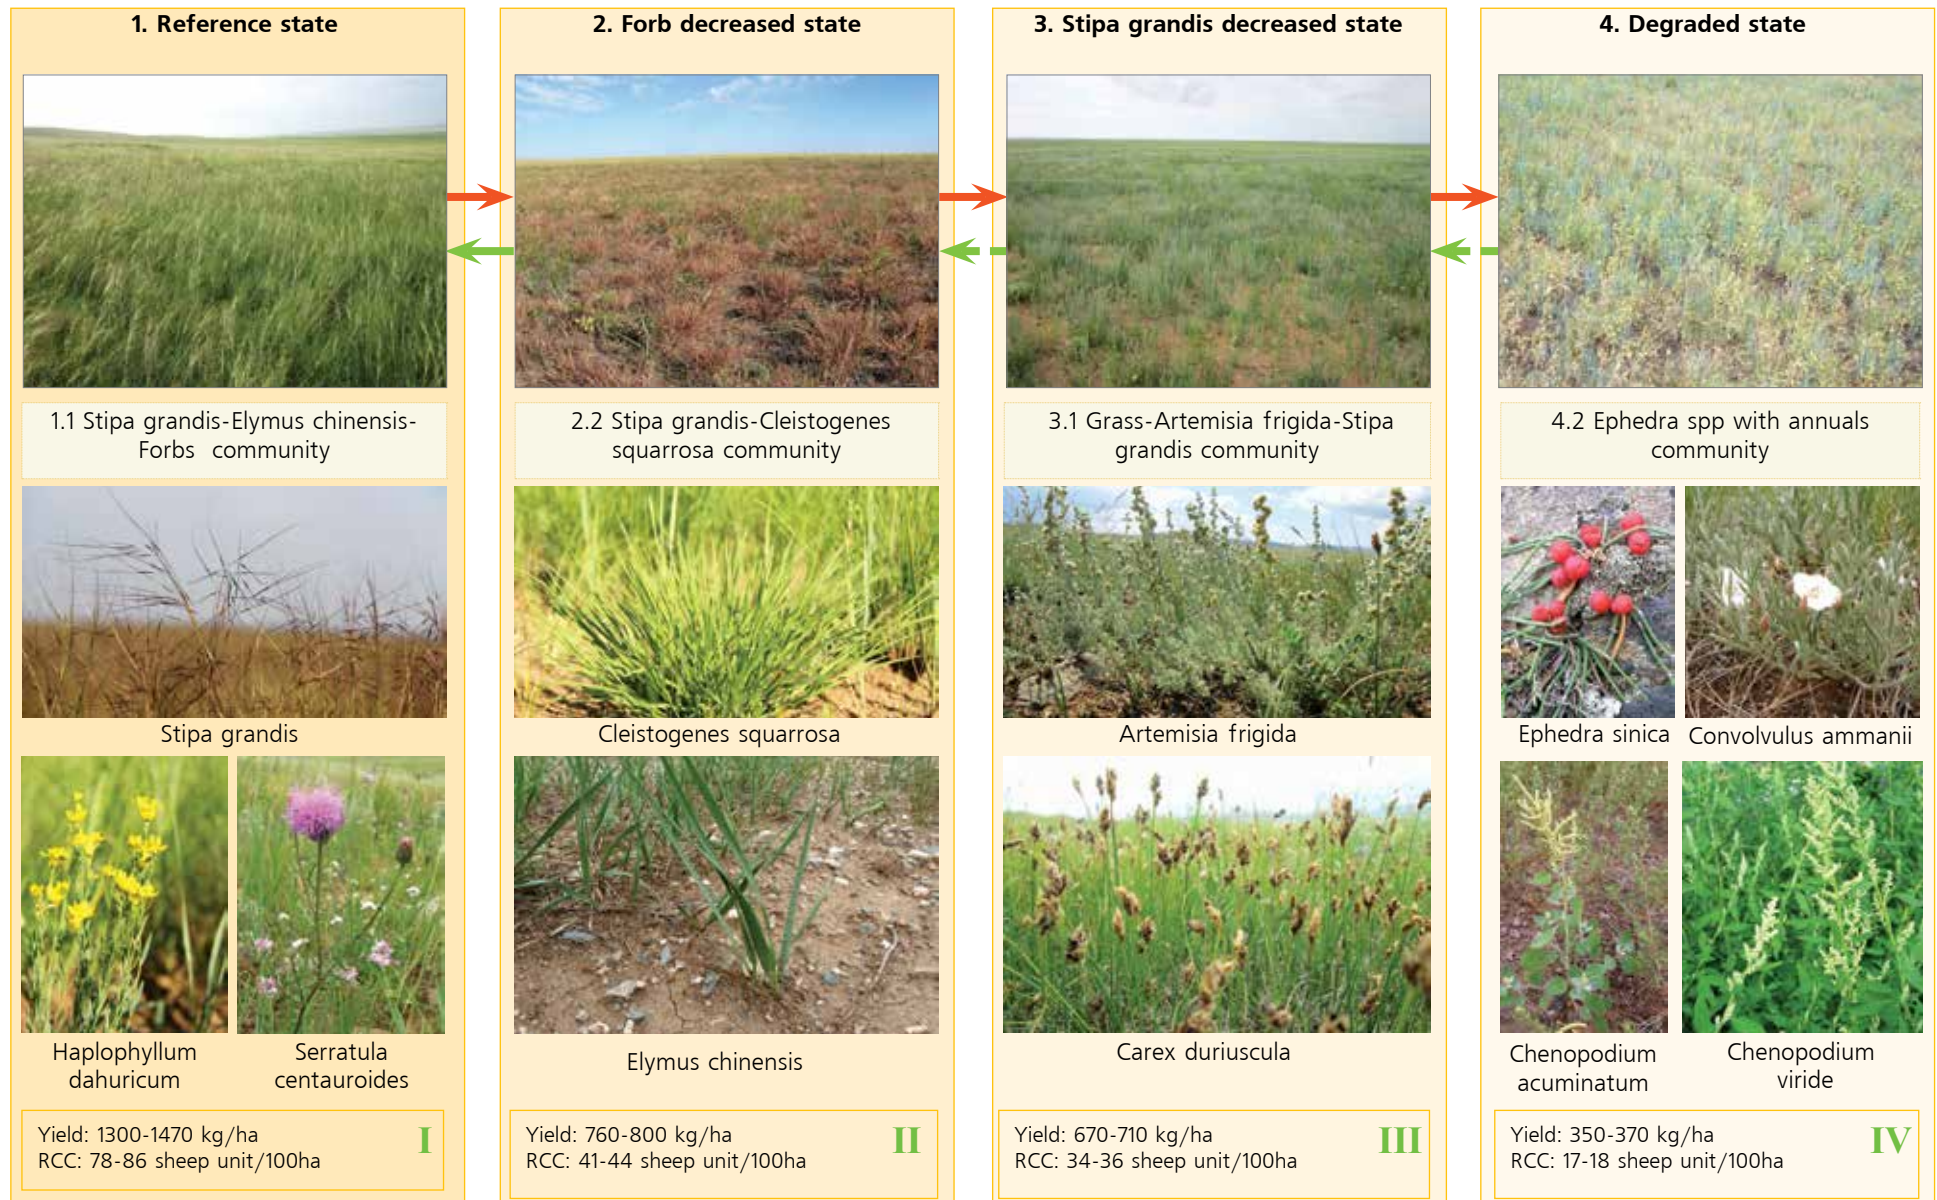 1. Reference state
2. Forb decreased state
3. Stipa grandis decreased state
4. Degraded state
1.1 Stipa grandis-Elymus chinensis-
Forbs community
2.2 Stipa grandis-Cleistogenes
squarrosa community
3.1 Grass-Artemisia frigida-Stipa
grandis community
4.2 Ephedra spp with annuals
community
Stipa grandis
Cleistogenes squarrosa
Artemisia frigida
Ephedra sinica
Convolvulus ammanii
Haplophyllum
dahuricum
Serratula
centauroides
Elymus chinensis
Carex duriuscula
Chenopodium
acuminatum
Chenopodium
viride
Yield: 1300-1470 kg/ha
RCC: 78-86 sheep unit/100ha
I
Yield: 760-800 kg/ha
RCC: 41-44 sheep unit/100ha
II
Yield: 670-710 kg/ha
RCC: 34-36 sheep unit/100ha
III
Yield: 350-370 kg/ha
RCC: 17-18 sheep unit/100ha
IV